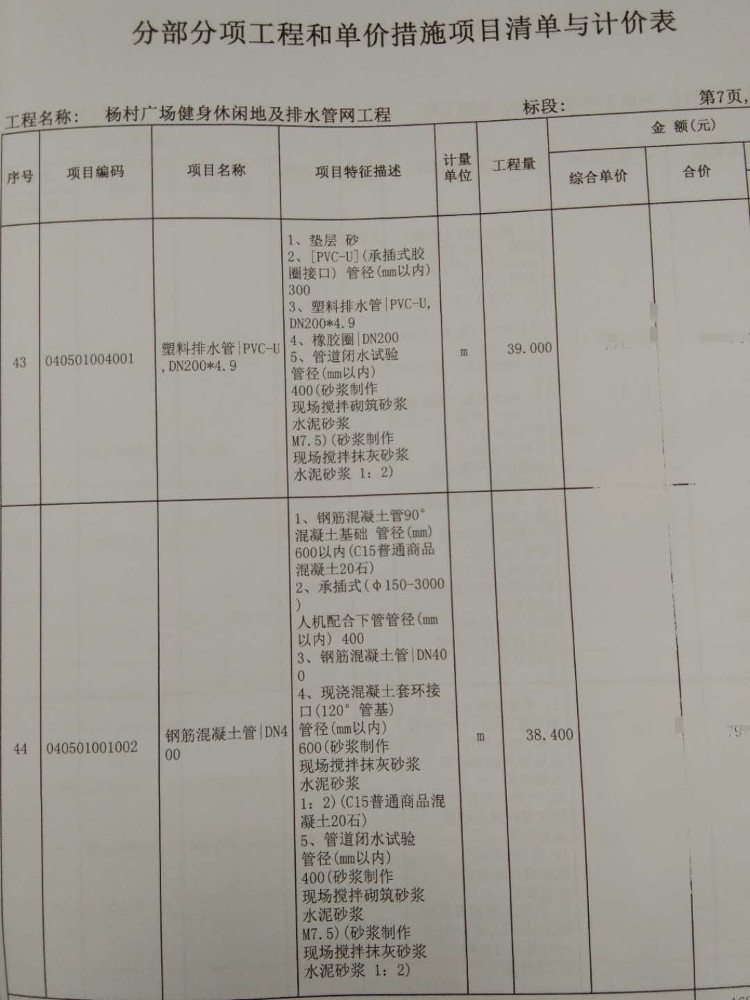 分部分项工程和单价措施项目清单与计价表
工程名称： 杨村广场健身休闲地及排水管网工程 标段： 第7页,
序号 项目编码 项目名称 项目特征描述 计量单位 工程量 金 额(元)
综合单价 合价
43 040501004001
塑料排水管|PVC-U
,DN200*4.9
1、垫层 砂
2、[PVC-U](承插式胶
圈接口) 管径(mm以内)
300
3、塑料排水管|PVC-U,
DN200*4.9
4、橡胶圈|DN200
5、管道闭水试验
管径(mm以内)
400(砂浆制作
现场搅拌砌筑砂浆
水泥砂浆
M7.5)(砂浆制作
现场搅拌抹灰砂浆
水泥砂浆 1：2)
m 39.000
44 040501001002
钢筋混凝土管|DN4
00
1、钢筋混凝土管90°
混凝土基础 管径(mm)
600以内(C15普通商品
混凝土20石)
2、承插式(φ150-3000
)
人机配合下管管径(mm
以内) 400
3、钢筋混凝土管|DN40
0
4、现浇混凝土套环接
口(120°管基)
管径(mm以内)
600(砂浆制作
现场搅拌抹灰砂浆
水泥砂浆
1：2)(C15普通商品混
凝土20石)
5、管道闭水试验
管径(mm以内)
400(砂浆制作
现场搅拌砌筑砂浆
水泥砂浆
M7.5)(砂浆制作
现场搅拌抹灰砂浆
水泥砂浆 1：2)
m 38.400